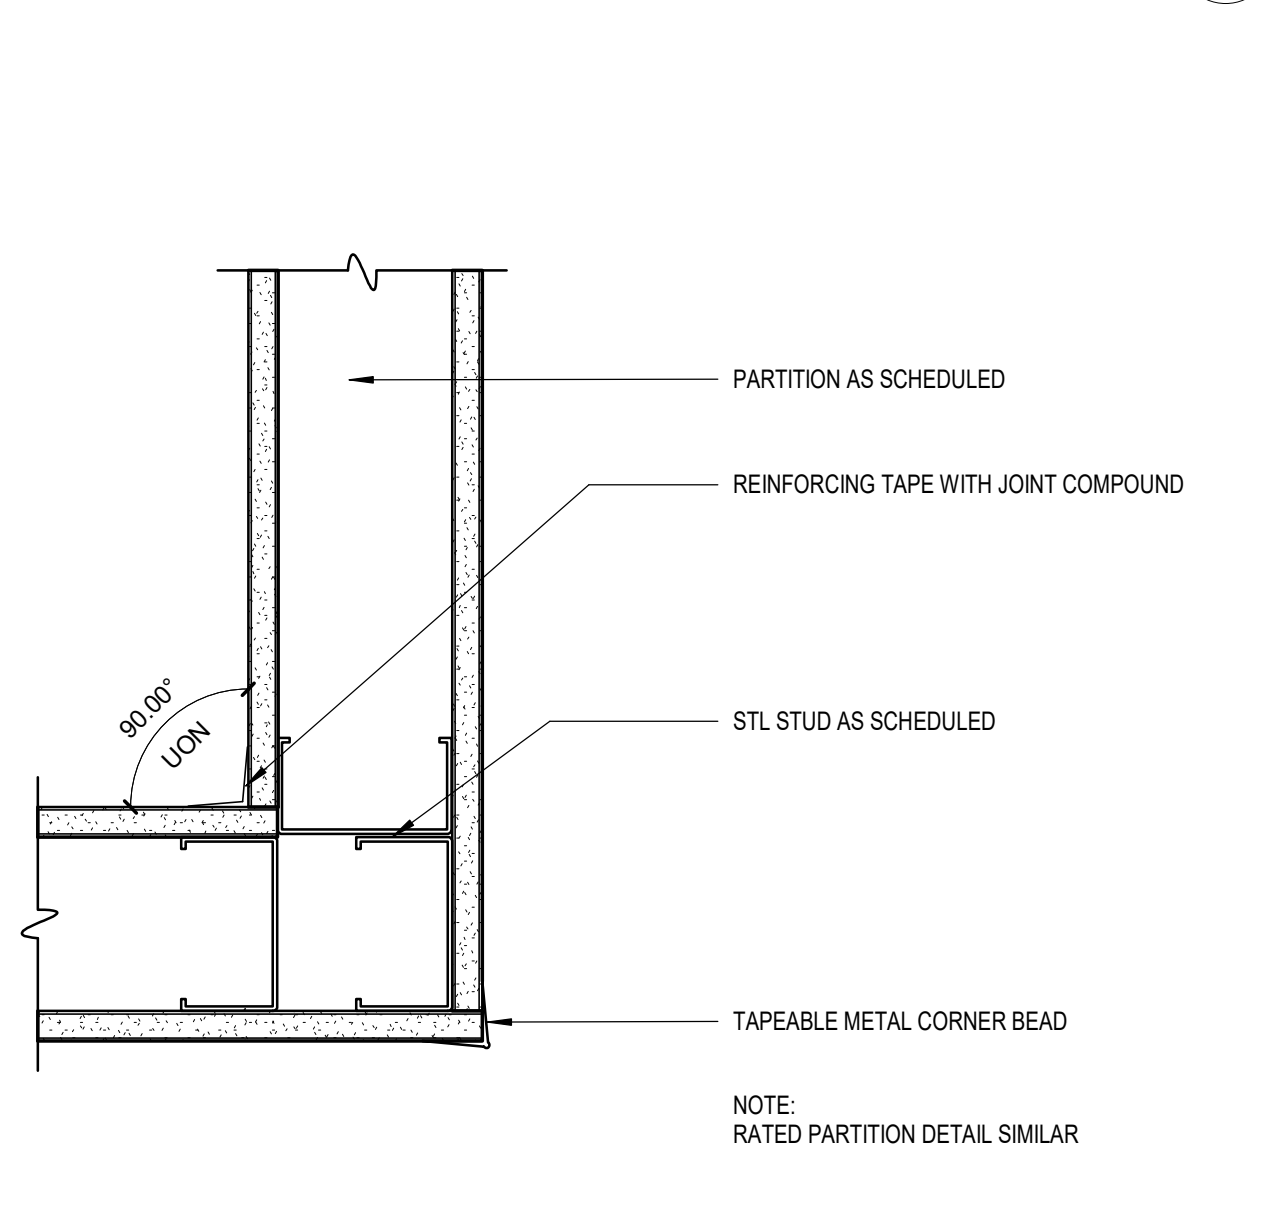 PARTITION AS SCHEDULED
REINFORCING TAPE WITH JOINT COMPOUND
90.00°
UON
STL STUD AS SCHEDULED
TAPEABLE METAL CORNER BEAD
NOTE:
RATED PARTITION DETAIL SIMILAR